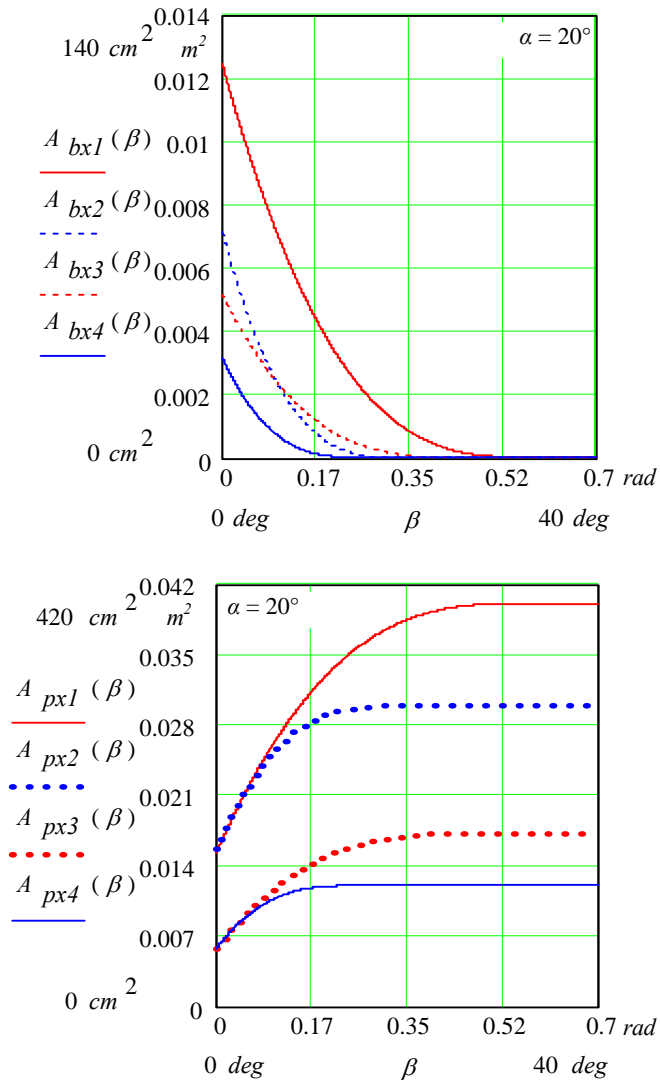 0.014
140 cm² m²
α = 20°
0.012
A bx1 (β)
0.01
A bx2 (β)
0.008
A bx3 (β)
0.006
A bx4 (β)
0.004
0.002
0 cm²
0
0 0.17 0.35 0.52 0.7 rad
0 deg β 40 deg
0.042
420 cm² m²
α = 20°
0.035
A px1 (β)
0.028
A px2 (β)
0.021
A px3 (β)
0.014
A px4 (β)
0.007
0 cm²
0
0 0.17 0.35 0.52 0.7 rad
0 deg β 40 deg